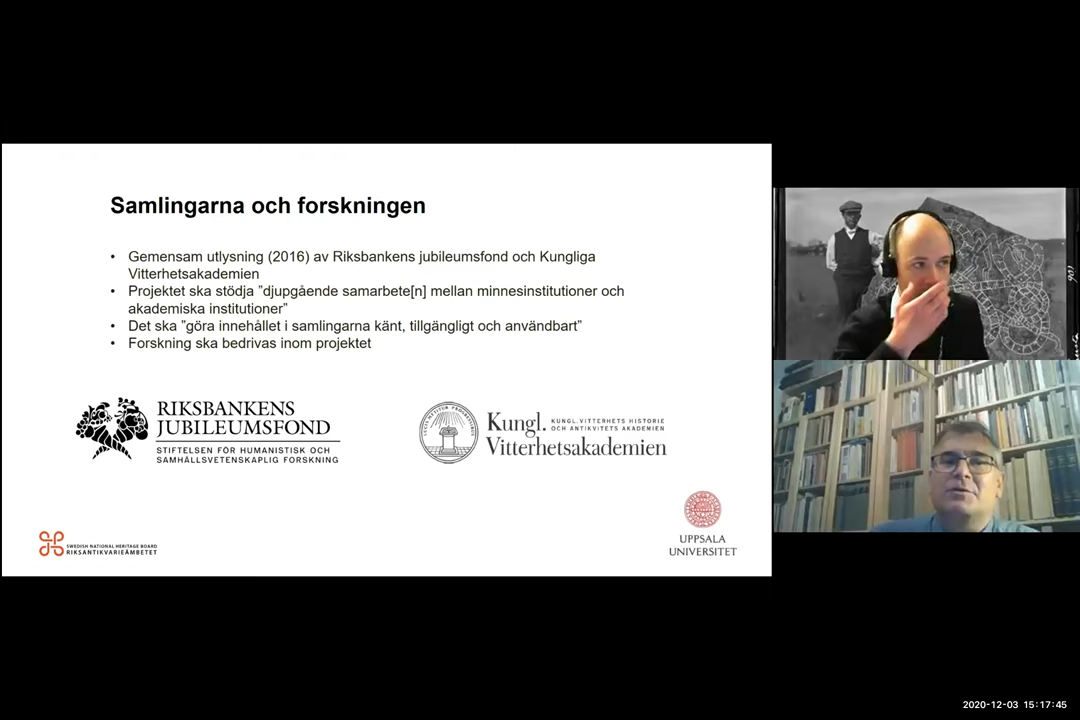 Samlingarna och forskningen
• Gemensam utlysning (2016) av Riksbankens jubileumsfond och Kungliga
Vitterhetsakademien
• Projektet ska stödja ”djupgående samarbete[n] mellan minnesinstitutioner och
akademiska institutioner”
• Det ska ”göra innehållet i samlingarna känt, tillgängligt och användbart”
• Forskning ska bedrivas inom projektet
RIKSBANKENS
JUBILEUMSFOND
STIFTELSEN FÖR HUMANISTISK OCH
SAMHÄLLSVETENSKAPLIG FORSKNING
Kungl.
KUNGL. VITTERHETS HISTORIE
OCH ANTIKVITETS AKADEMIEN
Vitterhetsakademien
SWEDISH NATIONAL HERITAGE BOARD
RIKSANTIKVARIEÄMBETET
UPPSALA
UNIVERSITET
2020-12-03 15:17:45